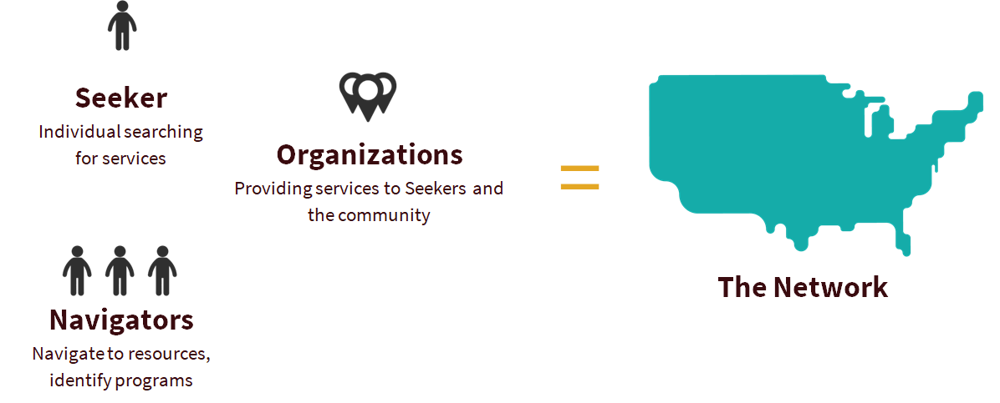 Seeker
Individual searching
for services
Organizations
Providing services to Seekers and
the community
=
The Network
Navigators
Navigate to resources,
identify programs